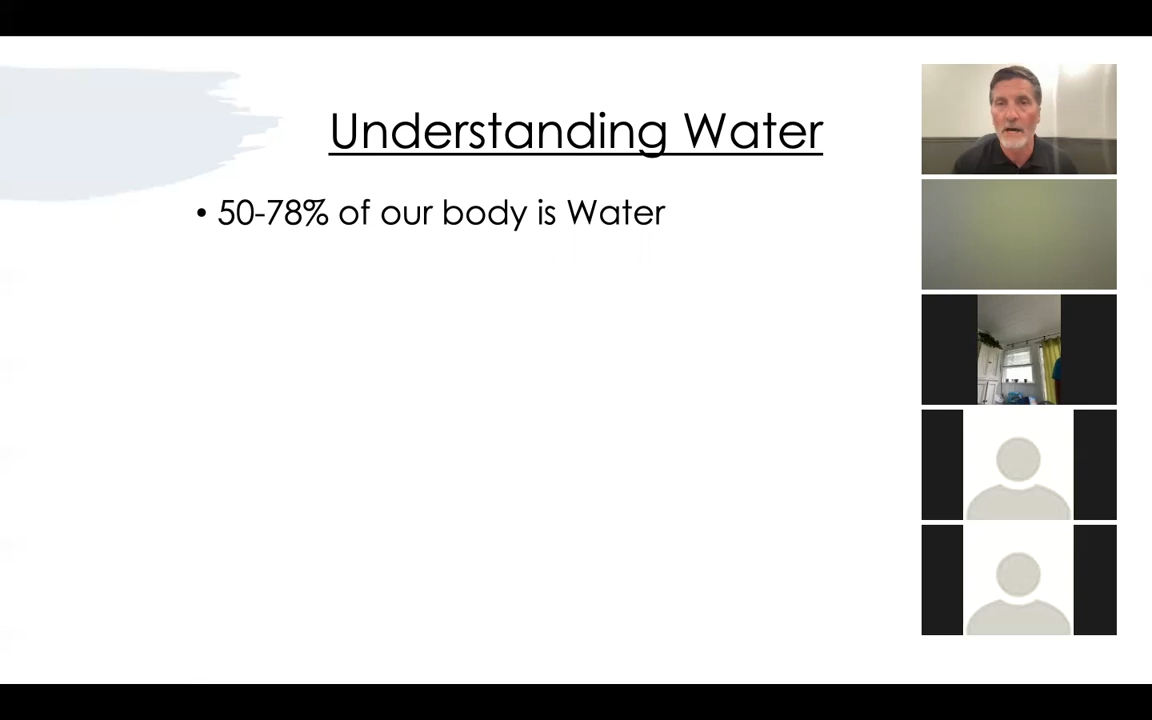 Understanding Water
• 50-78% of our body is Water